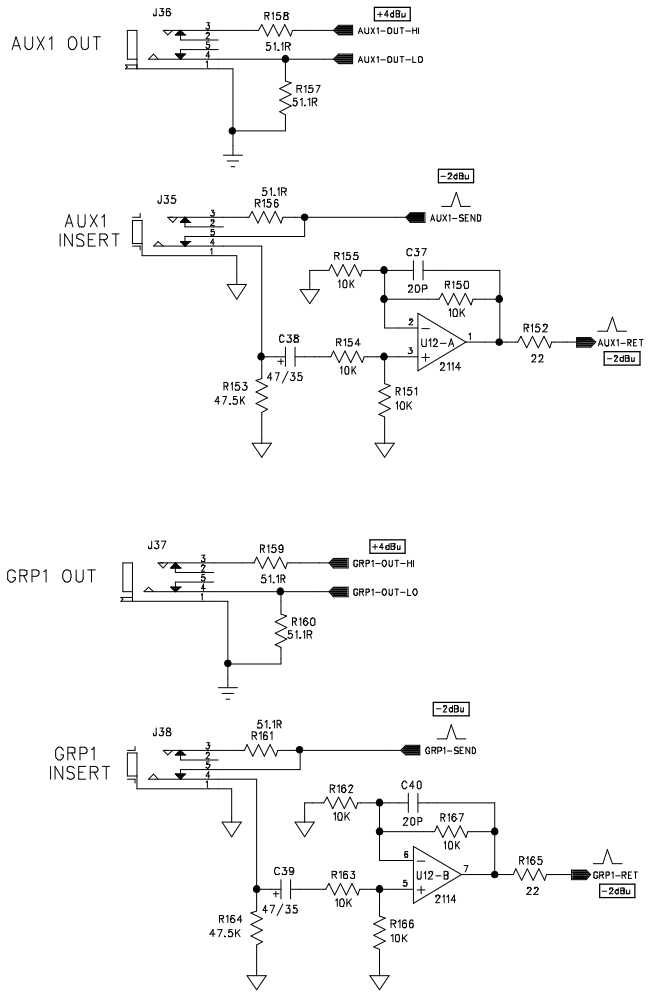 J36
AUX1 OUT
3
2
5
4
1
R158
51.1R
+4dBu
AUX1-OUT-HI
AUX1-OUT-LO
R157
51.1R
J35
AUX1
INSERT
3
2
5
4
1
51.1R
R156
-2dBu
AUX1-SEND
R155
10K
C37
20P
R150
10K
C38
+
47/35
R154
10K
2
-
3
+
U12-A
1
2114
R152
22
AUX1-RET
-2dBu
R153
47.5K
R151
10K
J37
GRP1 OUT
3
2
5
4
1
R159
51.1R
+4dBu
GRP1-OUT-HI
GRP1-OUT-LO
R160
51.1R
J38
GRP1
INSERT
3
2
5
4
1
51.1R
R161
-2dBu
GRP1-SEND
R162
10K
C40
20P
R167
10K
C39
+
47/35
R163
10K
6
-
5
+
U12-B
7
2114
R165
22
GRP1-RET
-2dBu
R164
47.5K
R166
10K